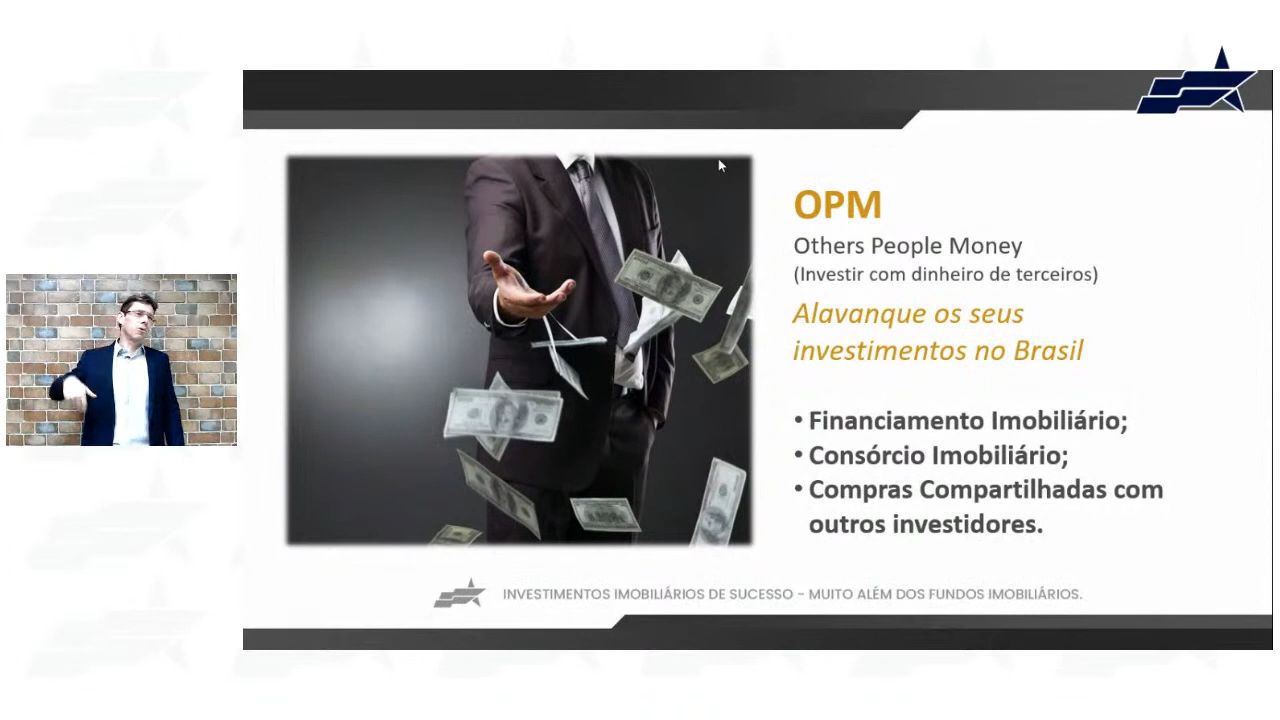 OPM
Others People Money
(Investir com dinheiro de terceiros)
Alavanque os seus
investimentos no Brasil
• Financiamento Imobiliário;
• Consórcio Imobiliário;
• Compras Compartilhadas com
outros investidores.
INVESTIMENTOS IMOBILIÁRIOS DE SUCESSO - MUITO ALÉM DOS FUNDOS IMOBILIÁRIOS.